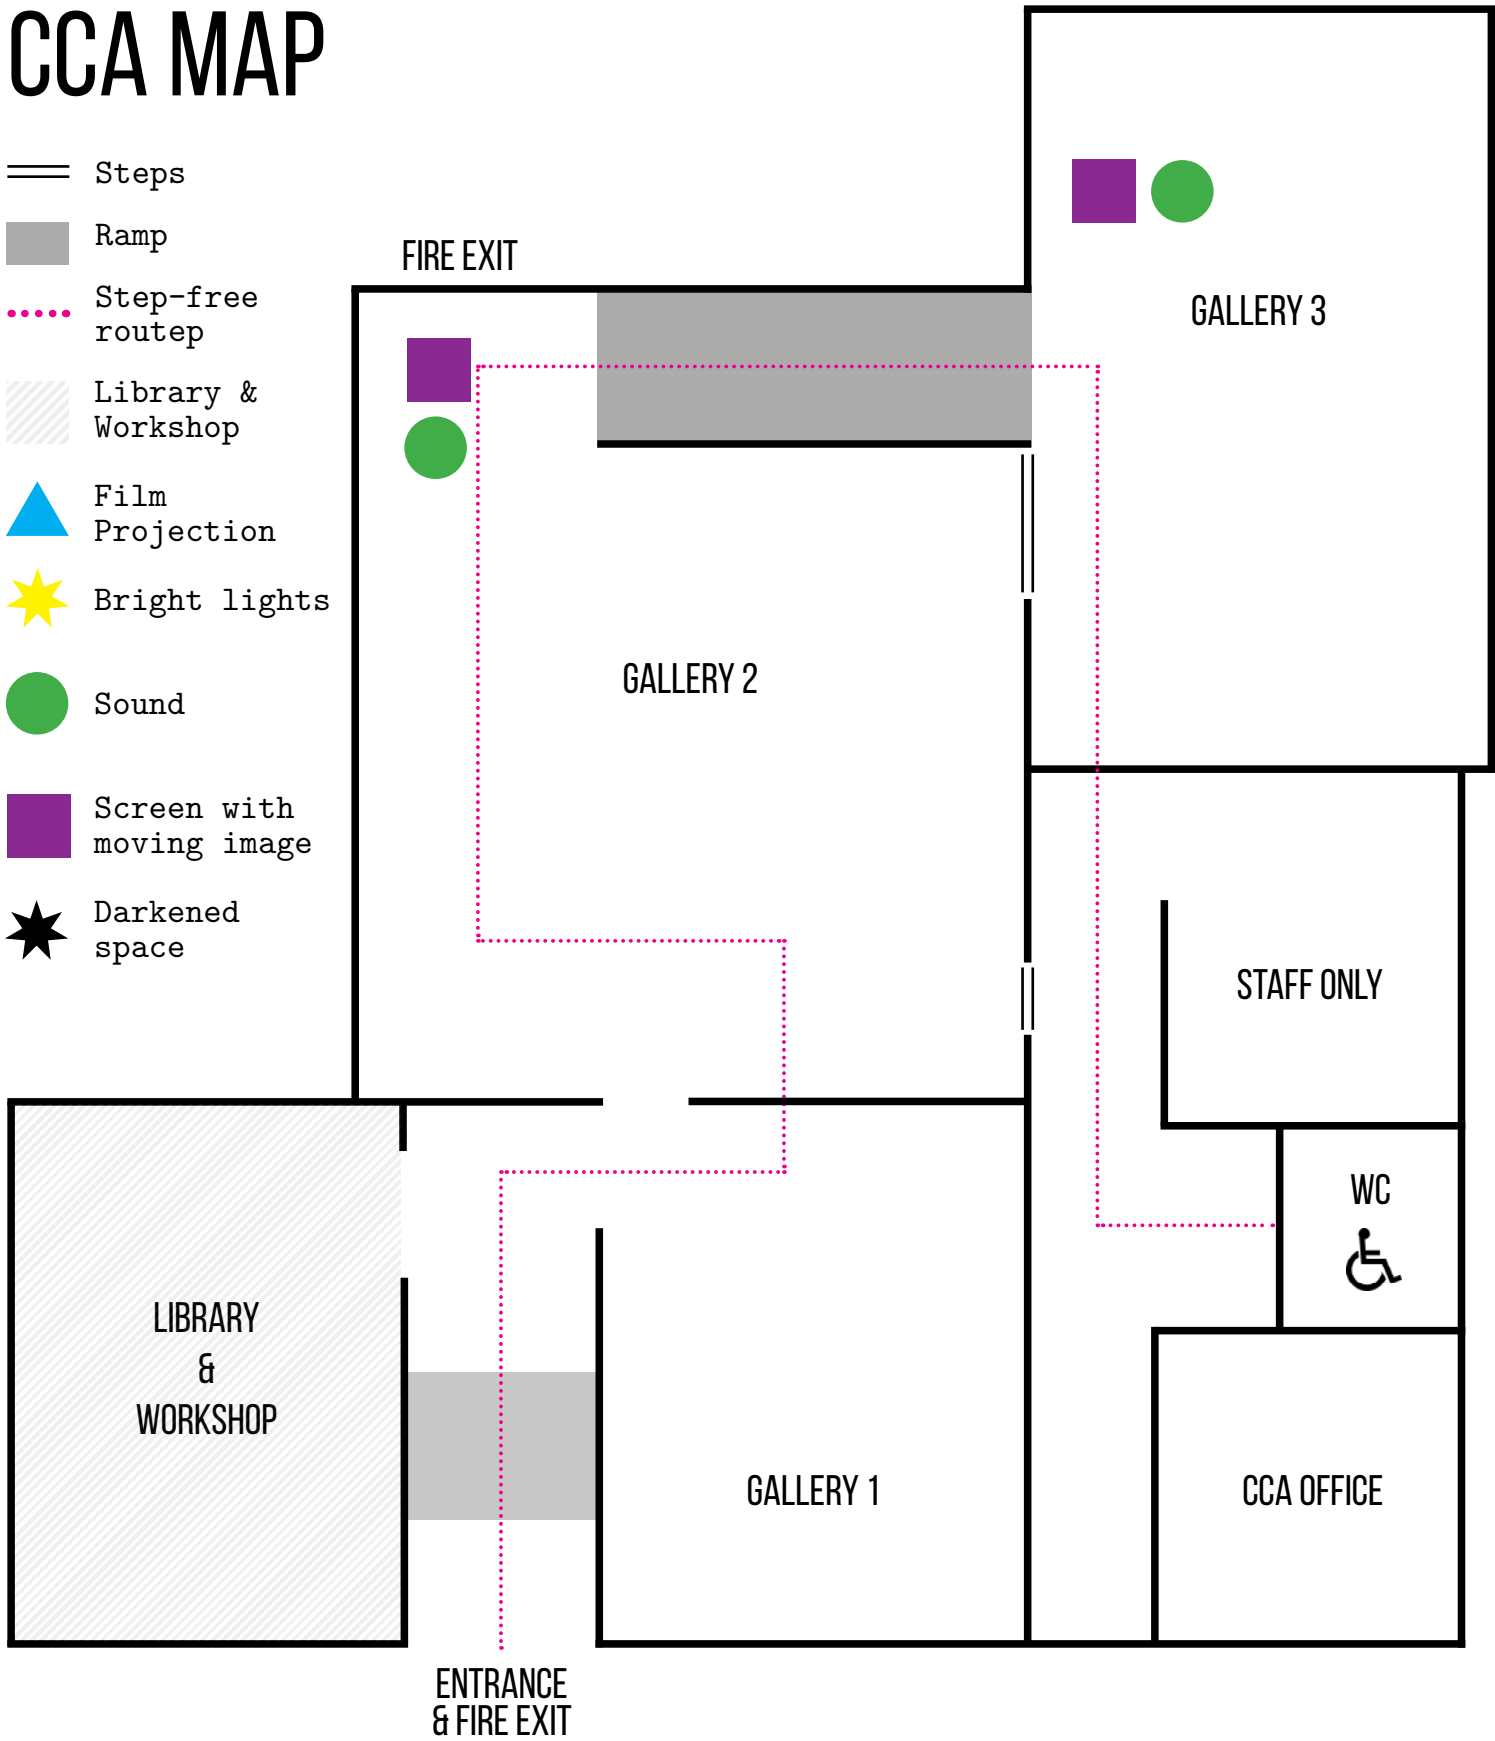 CCA MAP
Steps
Ramp
Step-free
routep
Library &
Workshop
Film
Projection
Bright lights
Sound
Screen with
moving image
Darkened
space
FIRE EXIT
GALLERY 3
GALLERY 2
STAFF ONLY
WC
LIBRARY
&
WORKSHOP
GALLERY 1
CCA OFFICE
ENTRANCE
& FIRE EXIT